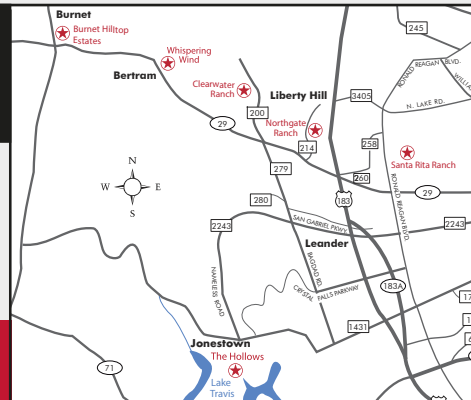 Burnet
Burnet Hilltop
Estates
245
Whispering
Wind
RONALD REAGAN BLVD.
Bertram
Clearwater
Ranch
Liberty Hill
3405
N. LAKE RD.
200
29
Northgate
Ranch
214
258
Santa Rita Ranch
279
260
N
W
E
S
280
183
29
RONALD REAGAN BLVD.
2243
SAN GABRIEL PKWY
2243
Leander
BAGDAD RD.
NAMELESS ROAD
CRYSTAL FALLS PARKWAY
183A
1431
Jonestown
The Hollows
71
Lake
Travis